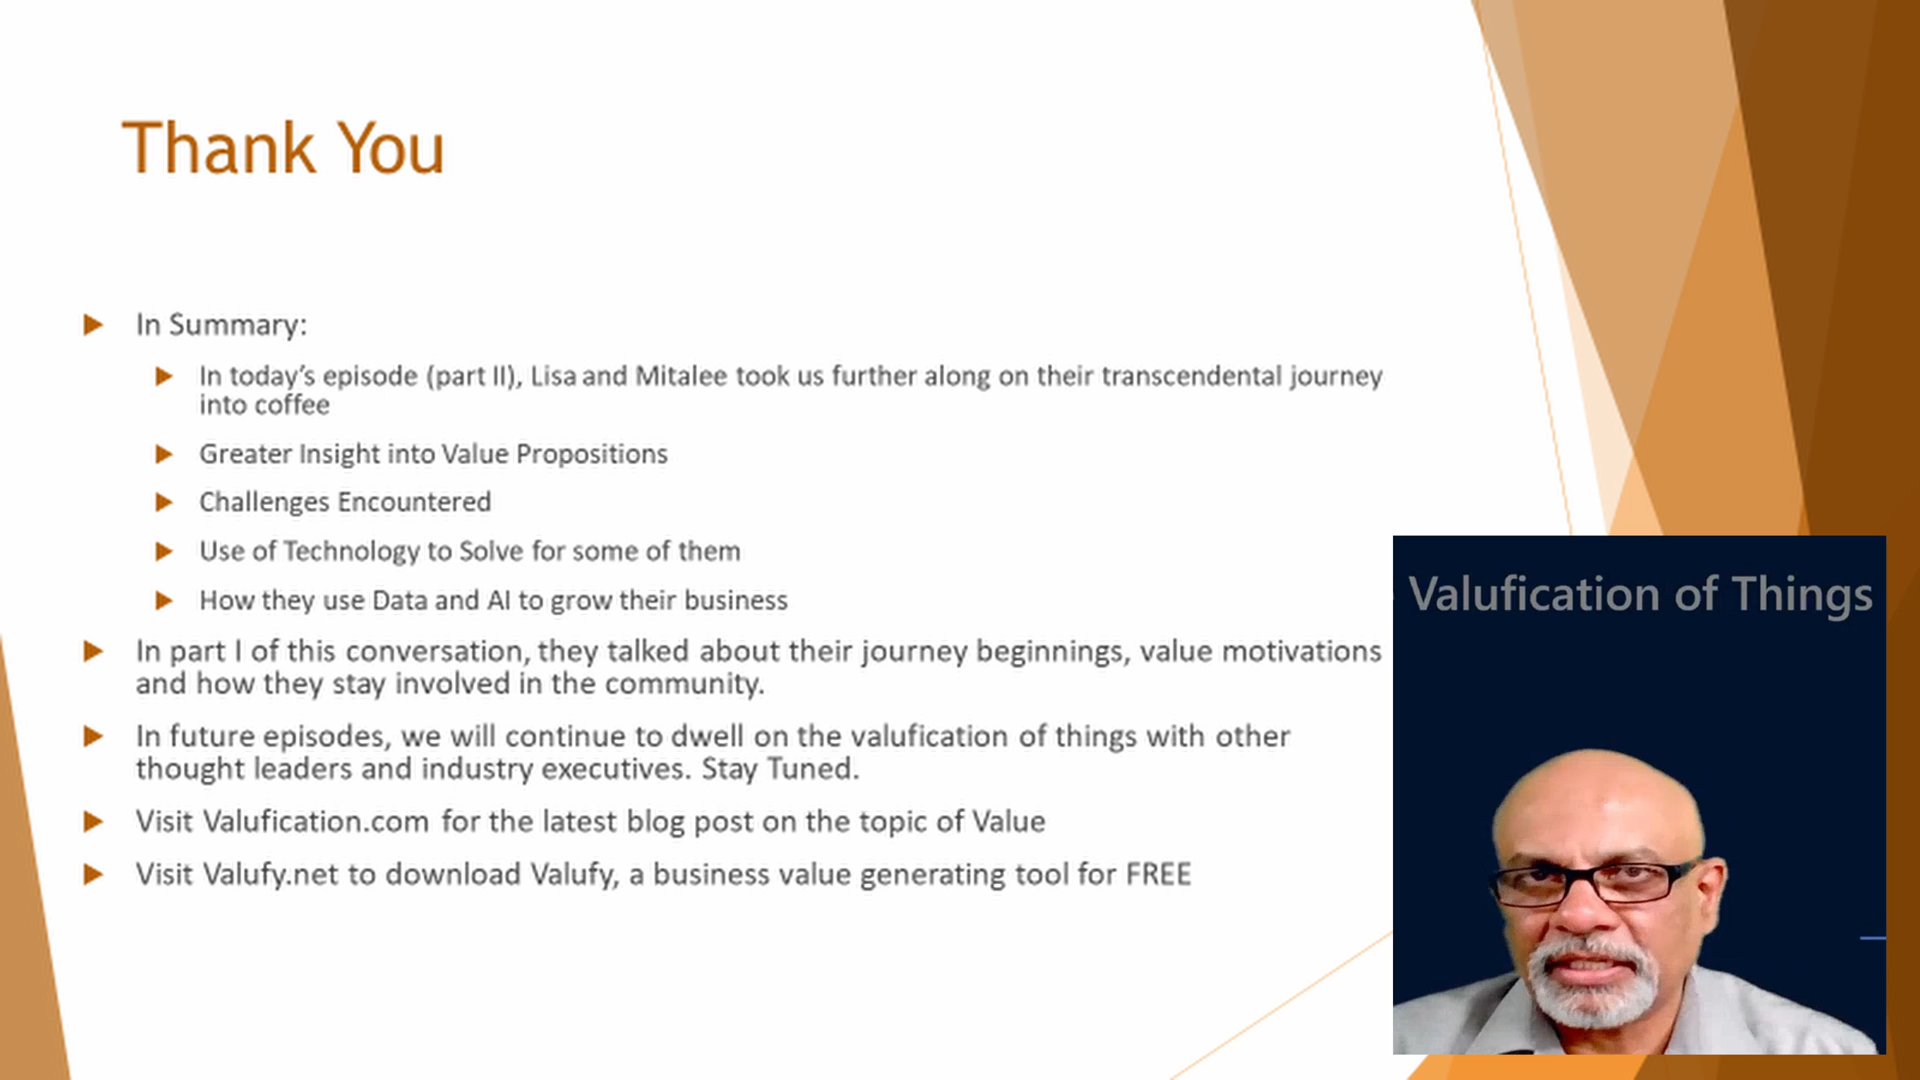 Thank You
In Summary:
In today's episode (part II), Lisa and Mitalee took us further along on their transcendental journey
into coffee
Greater Insight into Value Propositions
Challenges Encountered
Use of Technology to Solve for some of them
How they use Data and AI to grow their business
In part I of this conversation, they talked about their journey beginnings, value motivations
and how they stay involved in the community.
In future episodes, we will continue to dwell on the valufication of things with other
thought leaders and industry executives. Stay Tuned.
Visit Valufication.com for the latest blog post on the topic of Value
Visit Valufy.net to download Valufy, a business value generating tool for FREE
Valufication of Things